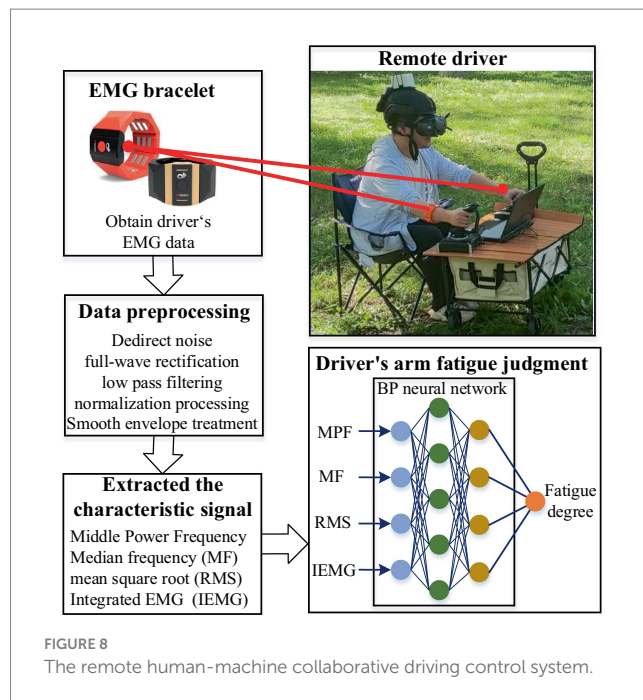 EMG bracelet
Obtain driver‘s
EMG data
Data preprocessing
Dedirect noise
full-wave rectification
low pass filtering
normalization processing
Smooth envelope treatment
Extracted the
characteristic signal
Middle Power Frequency
Median frequency (MF)
mean square root (RMS)
Integrated EMG (IEMG)
Remote driver
Driver's arm fatigue judgment
BP neural network
MPF
MF
RMS
IEMG
Fatigue
degree
FIGURE 8
The remote human-machine collaborative driving control system.